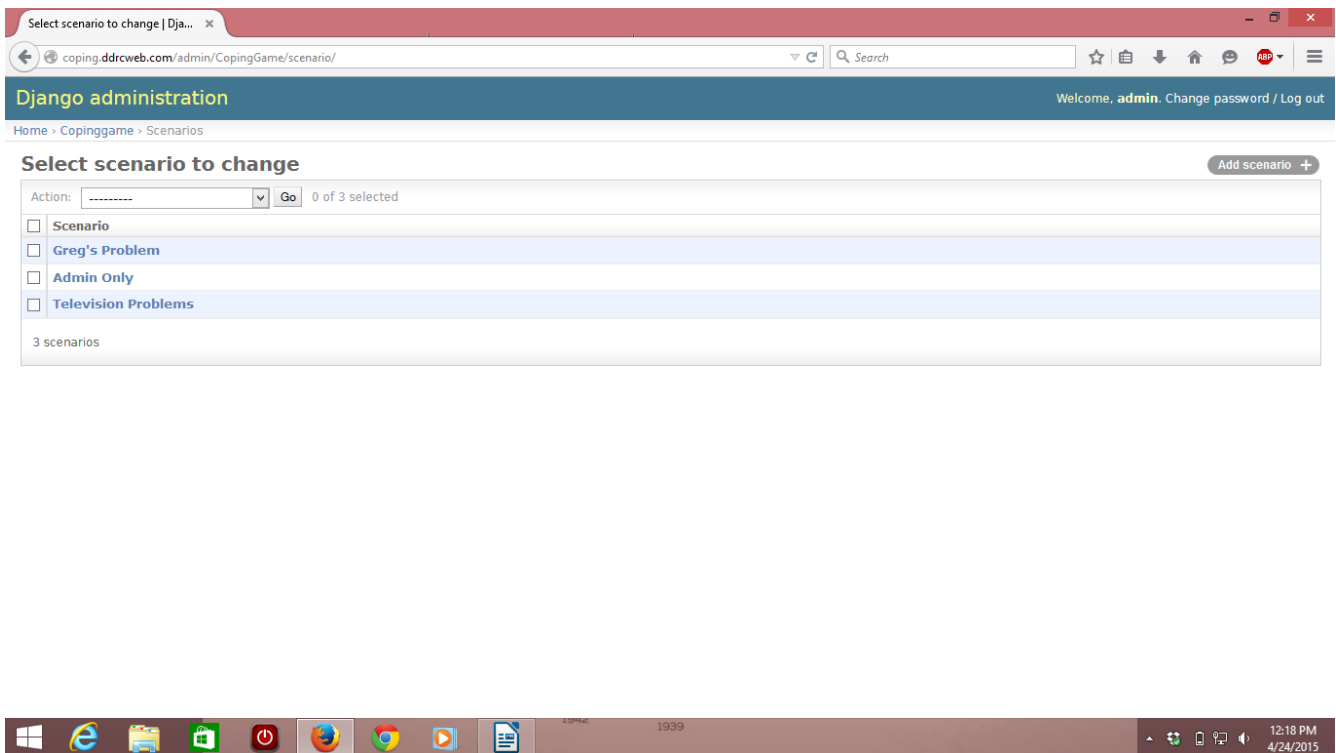 Select scenario to change | Dja...
coping.ddrcweb.com/admin/CopingGame/scenario/
Search
ABP
Django administration
Welcome, admin. Change password / Log out
Home › Copinggame › Scenarios
Select scenario to change
Add scenario +
Action: --------- Go 0 of 3 selected
Scenario
Greg's Problem
Admin Only
Television Problems
3 scenarios
1942
1939
12:18 PM
4/24/2015